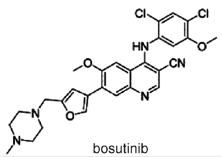 Cl Cl
HN O
O CN
N O N
N
bosutinib